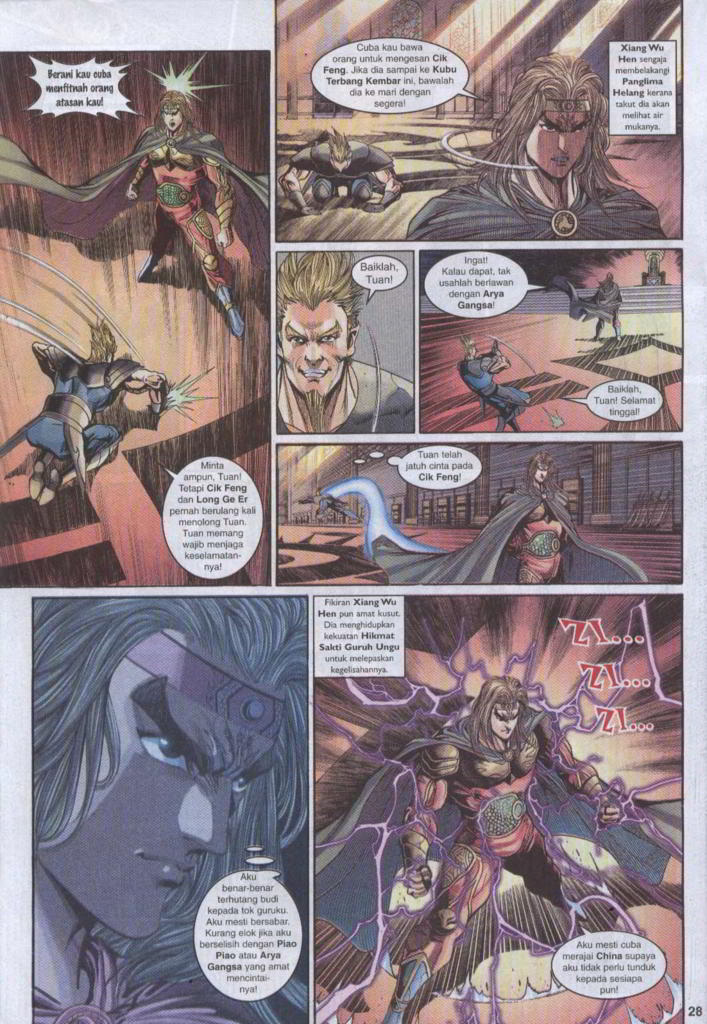 Berani kau cuba
menfitnah orang
atasan kau!
Minta
ampun, Tuan!
Tetapi Cik Feng
dan Long Ge Er
pernah berulang kali
menolong Tuan.
Tuan memang
wajib menjaga
keselamatan-
nya!
Cuba kau bawa
orang untuk mengesan Cik
Feng. Jika dia sampai ke Kubu
Terbang Kembar ini, bawalah
dia ke mari dengan
segera!
Xiang Wu
Hen sengaja
membelakangi
Panglima
Helang kerana
takut dia akan
melihat air
mukanya.
Baiklah,
Tuan!
Ingat!
Kalau dapat, tak
usahlah berlawan
dengan Arya
Gangsa!
Baiklah,
Tuan! Selamat
tinggal!
Tuan telah
jatuh cinta pada
Cik Feng!
Aku
benar-benar
terhutang budi
kepada tok guruku.
Aku mesti bersabar.
Kurang elok jika aku
berselisih dengan Piao
Piao atau Arya
Gangsa yang amat
mencintai-
nya!
Fikiran Xiang Wu
Hen pun amat kusut.
Dia menghidupkan
kekuatan Hikmat
Sakti Guruh Ungu
untuk melepaskan
kegelisahannya.
ZI...
ZI...
ZI...
Aku mesti cuba
merajai China supaya
aku tidak perlu tunduk
kepada sesiapa
pun!
28